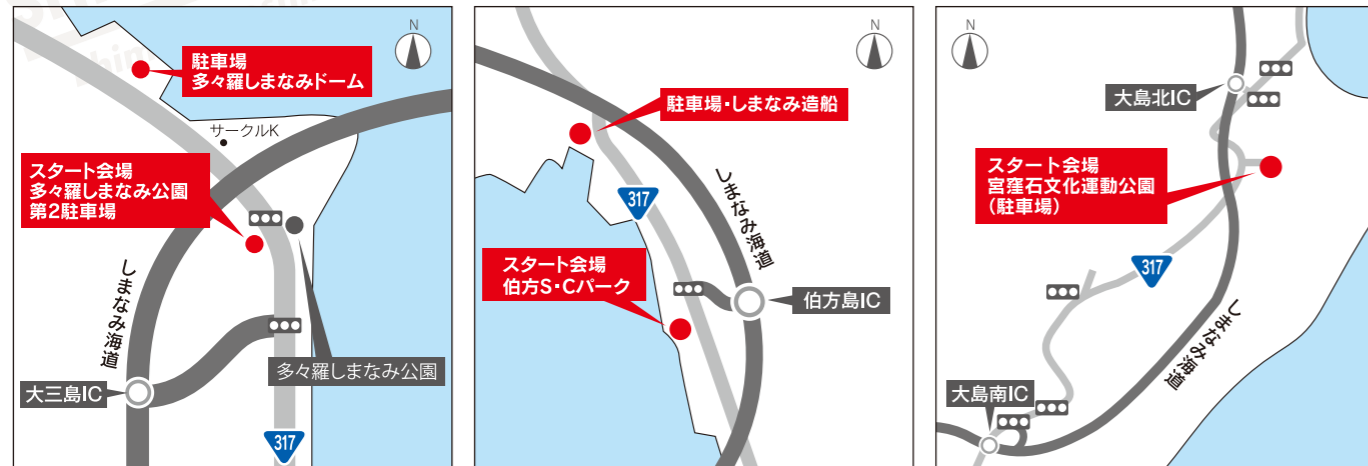 N
駐車場
多々羅しまなみドーム
サークルK
スタート会場
多々羅しまなみ公園
第2駐車場
しまなみ海道
多々羅しまなみ公園
大三島IC
317
N
駐車場・しまなみ造船
317
しまなみ海道
スタート会場
伯方S・Cパーク
伯方島IC
N
大島北IC
スタート会場
宮窪石文化運動公園
(駐車場)
317
しまなみ海道
大島南IC